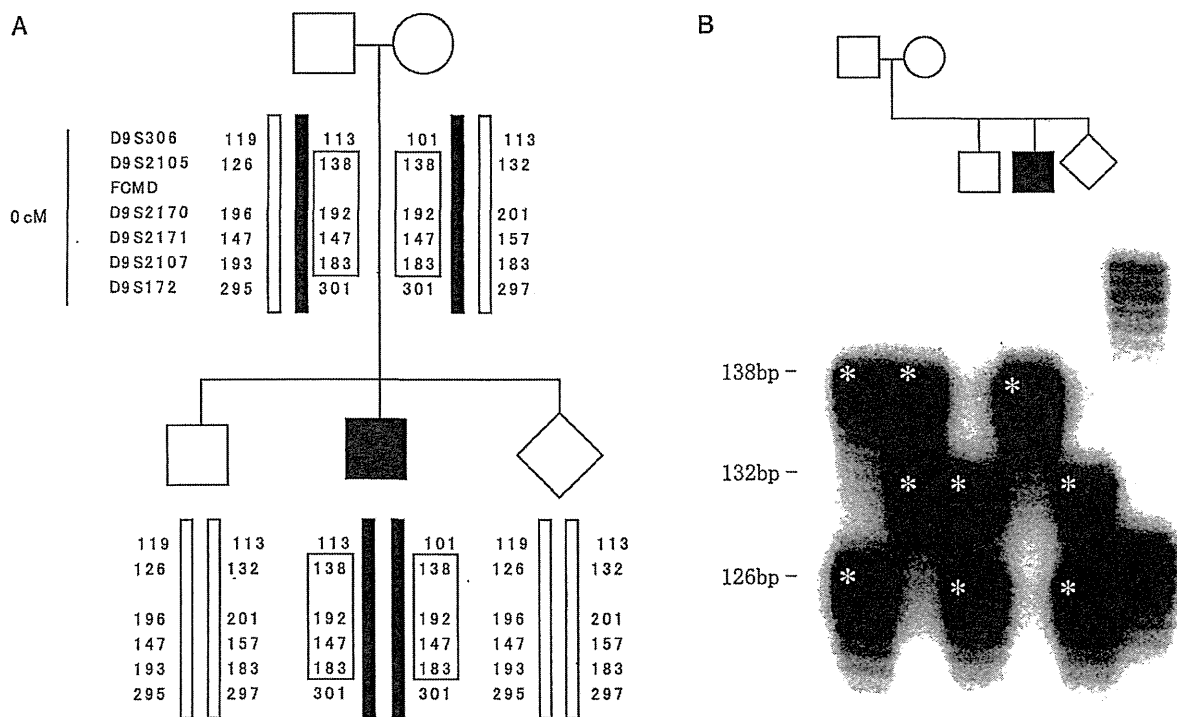 A
D9S306 119 113 101 113
D9S2105 126 138 138 132
FCMD
0 cM
D9S2170 196 192 192 201
D9S2171 147 147 147 157
D9S2107 193 183 183 183
D9S172 295 301 301 297
119 113 113 101 119 113
126 132 138 138 126 132
196 201 192 192 196 201
147 157 147 147 147 157
193 183 183 183 193 183
295 297 301 301 295 297
B
138bp - * * *
132bp - * * *
126bp - * * *